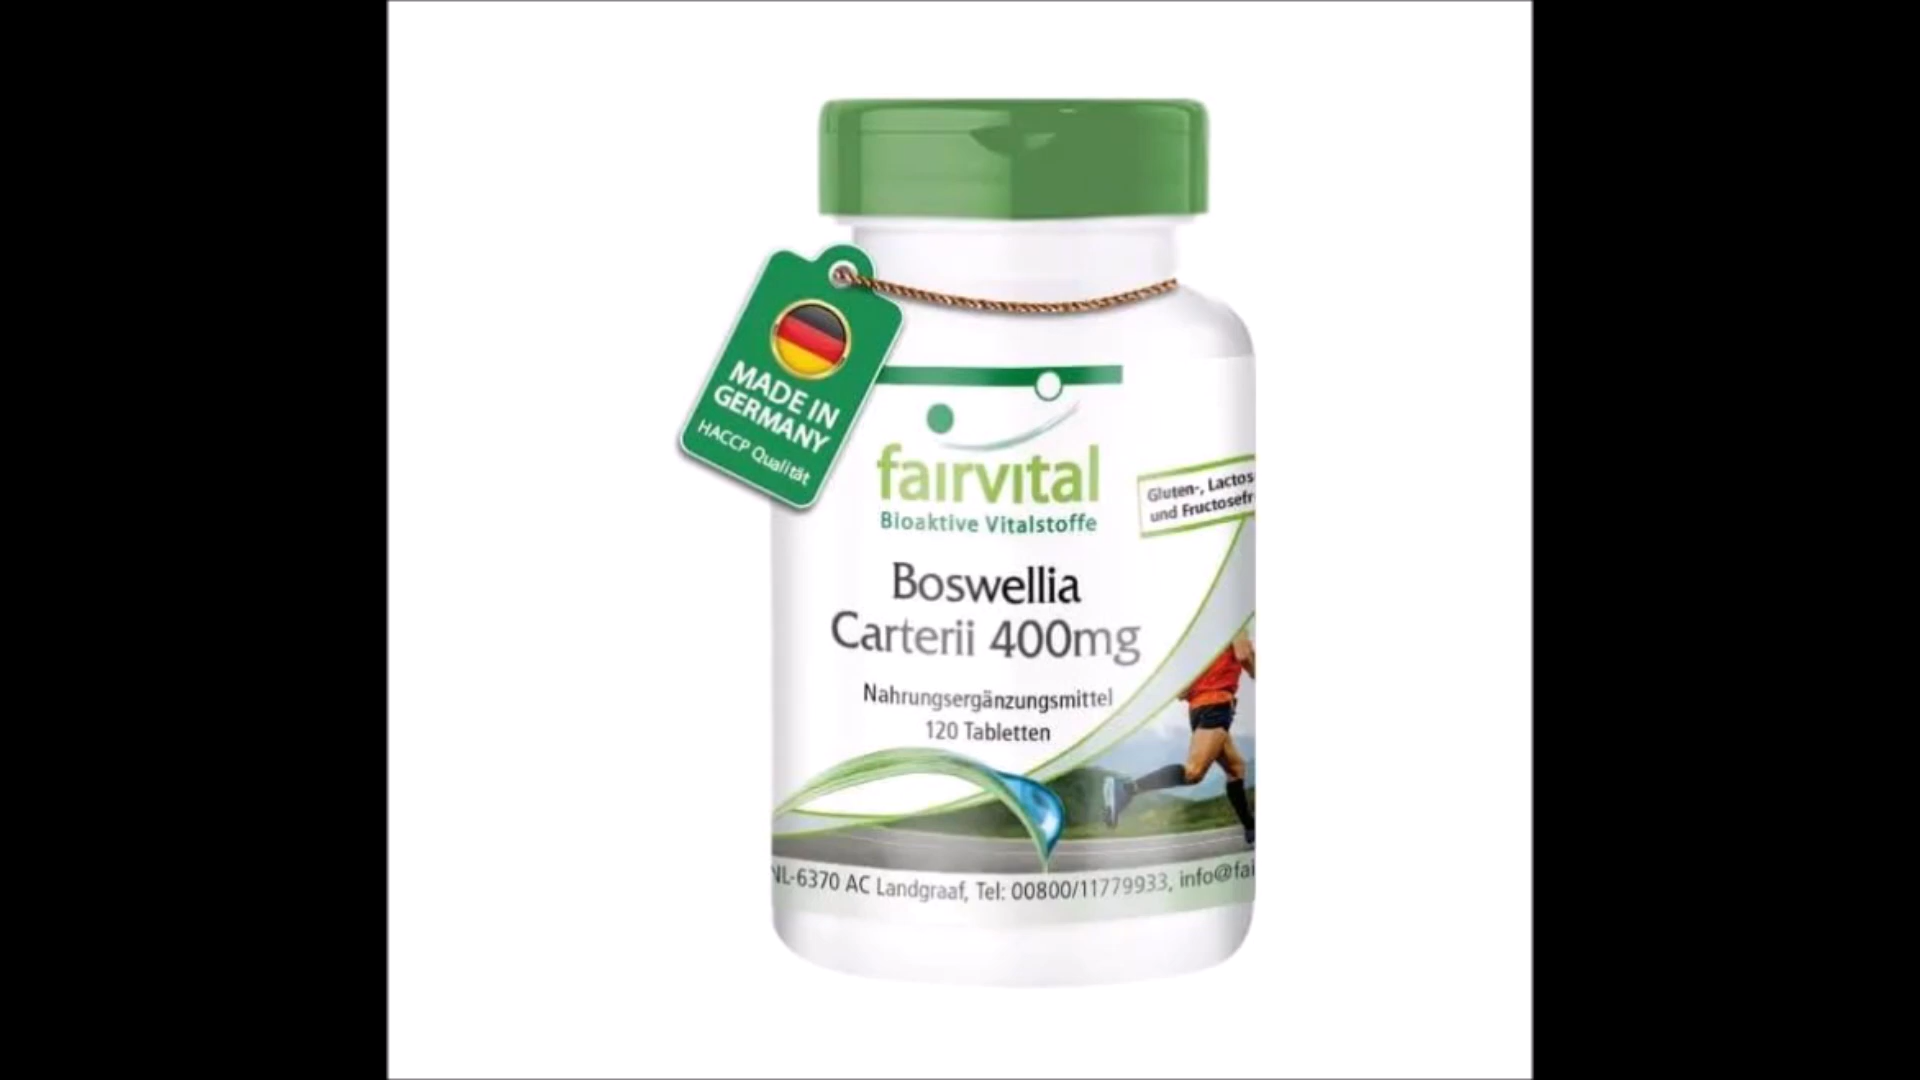 MADE IN
GERMANY
HACCP Qualität
fairvital
Bioaktive Vitalstoffe
Gluten-, Lactos
und Fructosefr
Boswellia
Carterii 400mg
Nahrungsergänzungsmittel
120 Tabletten
NL-6370 AC Landgraaf, Tel: 00800/11779933, info@fai